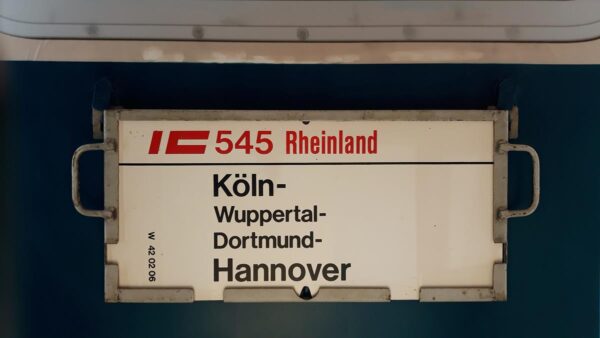 IC 545 Rheinland
Köln-
Wuppertal-
Dortmund-
Hannover
W 42 02 06